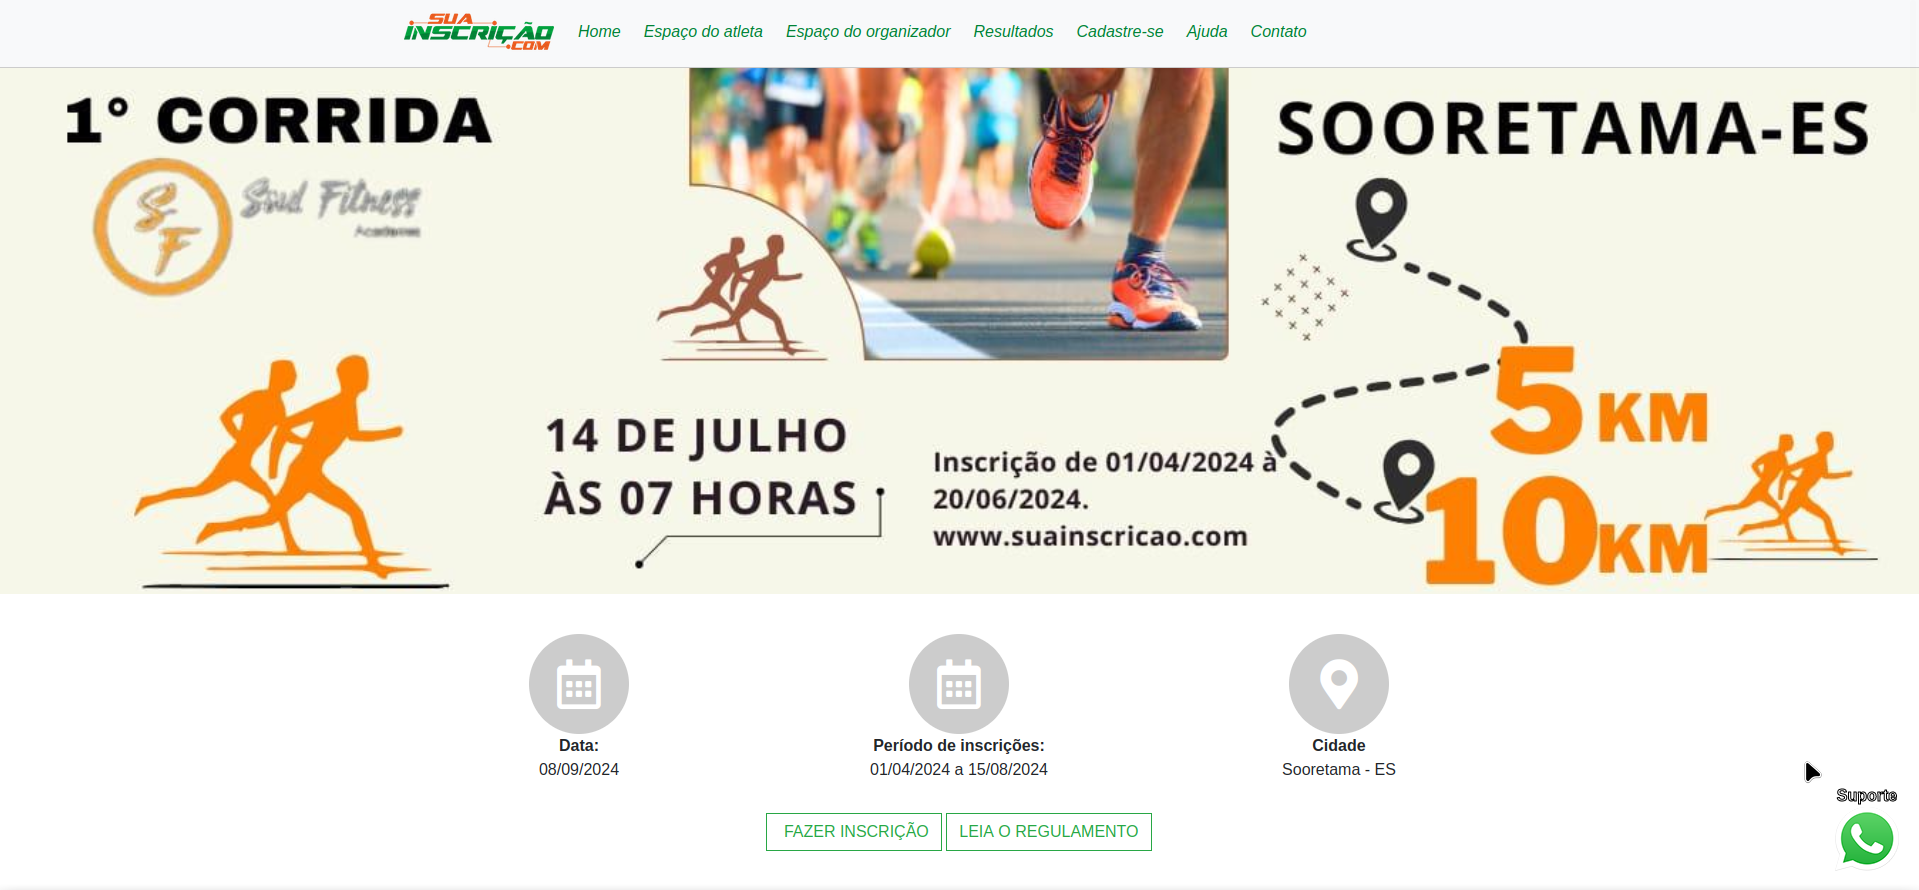 SUA
INSCRIÇÃO
.COM
Home
Espaço do atleta
Espaço do organizador
Resultados
Cadastre-se
Ajuda
Contato
1° CORRIDA
SF
Fitness
SOORETAMA-ES
5 KM
10 KM
14 DE JULHO
ÀS 07 HORAS
Inscrição de 01/04/2024 à
20/06/2024.
www.suainscricao.com
Data:
08/09/2024
Período de inscrições:
01/04/2024 a 15/08/2024
Cidade
Sooretama - ES
FAZER INSCRIÇÃO
LEIA O REGULAMENTO
Suporte